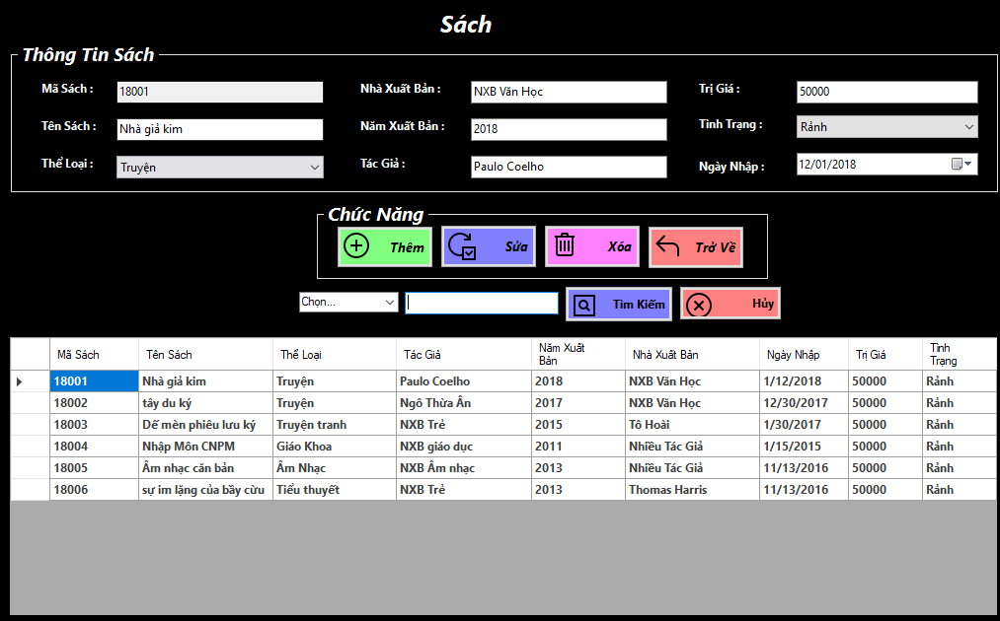 Sách
Thông Tin Sách
Mã Sách : 18001 Nhà Xuất Bản : NXB Văn Học Trị Giá : 50000
Tên Sách : Nhà giả kim Năm Xuất Bản : 2018 Tình Trạng : Rảnh
Thể Loại : Truyện Tác Giả : Paulo Coelho Ngày Nhập : 12/01/2018
Chức Năng
Thêm Sửa Xóa Trở Về
Chọn... Tìm Kiếm Hủy
Mã Sách Tên Sách Thể Loại Tác Giả Năm Xuất Bản Nhà Xuất Bản Ngày Nhập Trị Giá Tình Trạng
18001 Nhà giả kim Truyện Paulo Coelho 2018 NXB Văn Học 1/12/2018 50000 Rảnh
18002 tây du ký Truyện Ngô Thừa Ân 2017 NXB Văn Học 12/30/2017 50000 Rảnh
18003 Dế mèn phiêu lưu ký Truyện tranh NXB Trẻ 2015 Tô Hoài 1/30/2017 50000 Rảnh
18004 Nhập Môn CNPM Giáo Khoa NXB giáo dục 2011 Nhiều Tác Giả 1/15/2015 50000 Rảnh
18005 Âm nhạc căn bản Âm Nhạc NXB Âm nhạc 2013 Nhiều Tác Giả 11/13/2016 50000 Rảnh
18006 sự im lặng của bầy cừu Tiểu thuyết NXB Trẻ 2013 Thomas Harris 11/13/2016 50000 Rảnh